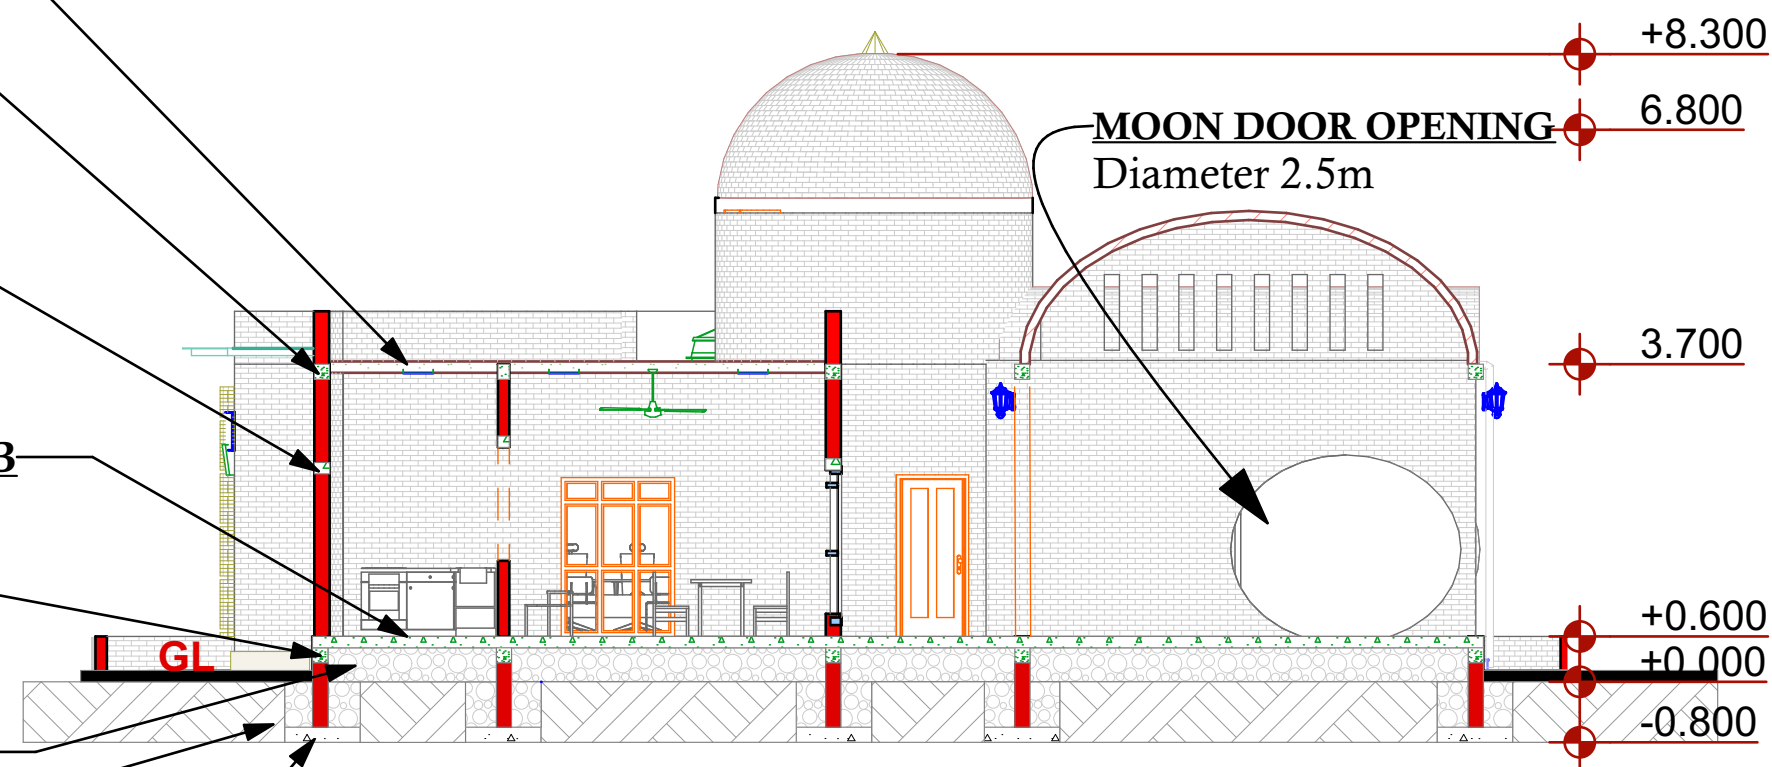 +8.300
6.800
MOON DOOR OPENING
Diameter 2.5m
3.700
B
+0.600
GL
+0.000
-0.800